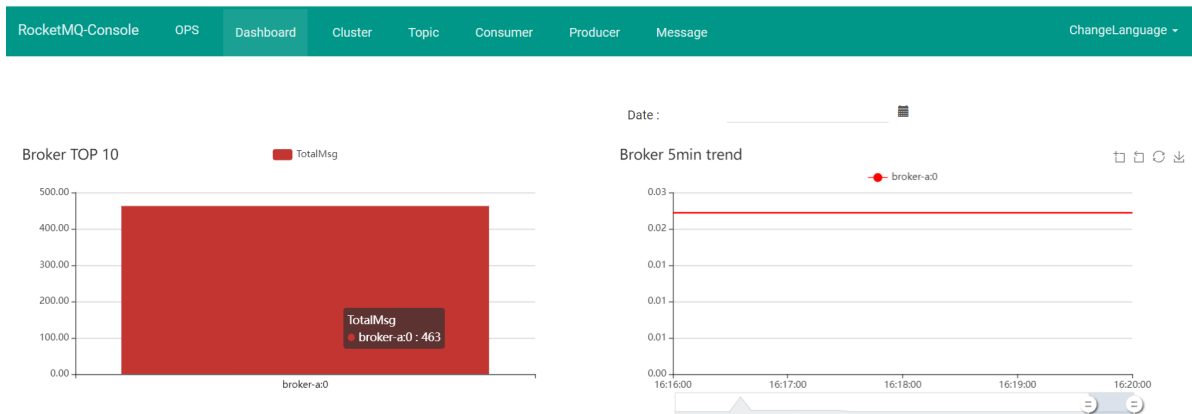 RocketMQ-Console OPS Dashboard Cluster Topic Consumer Producer Message ChangeLanguage
Date :
Broker TOP 10
TotalMsg
500.00
400.00
300.00
200.00
100.00
0.00
TotalMsg
broker-a:0 : 463
broker-a:0
Broker 5min trend
broker-a:0
0.03
0.02
0.01
0.01
0.01
0.00
16:16:00 16:17:00 16:18:00 16:19:00 16:20:00